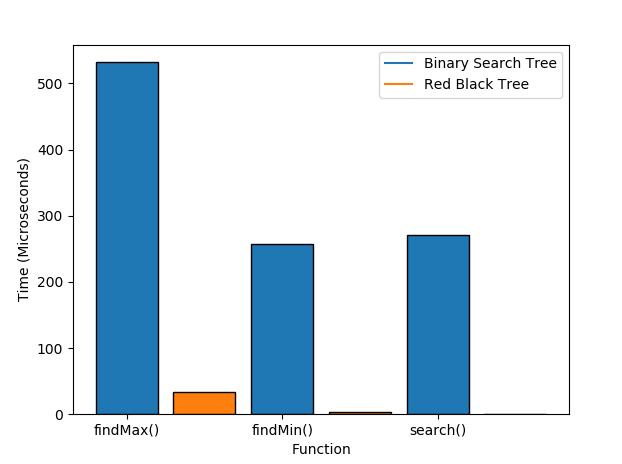 Binary Search Tree
Red Black Tree
500
400
300
200
100
0
Time (Microseconds)
findMax()
findMin()
search()
Function